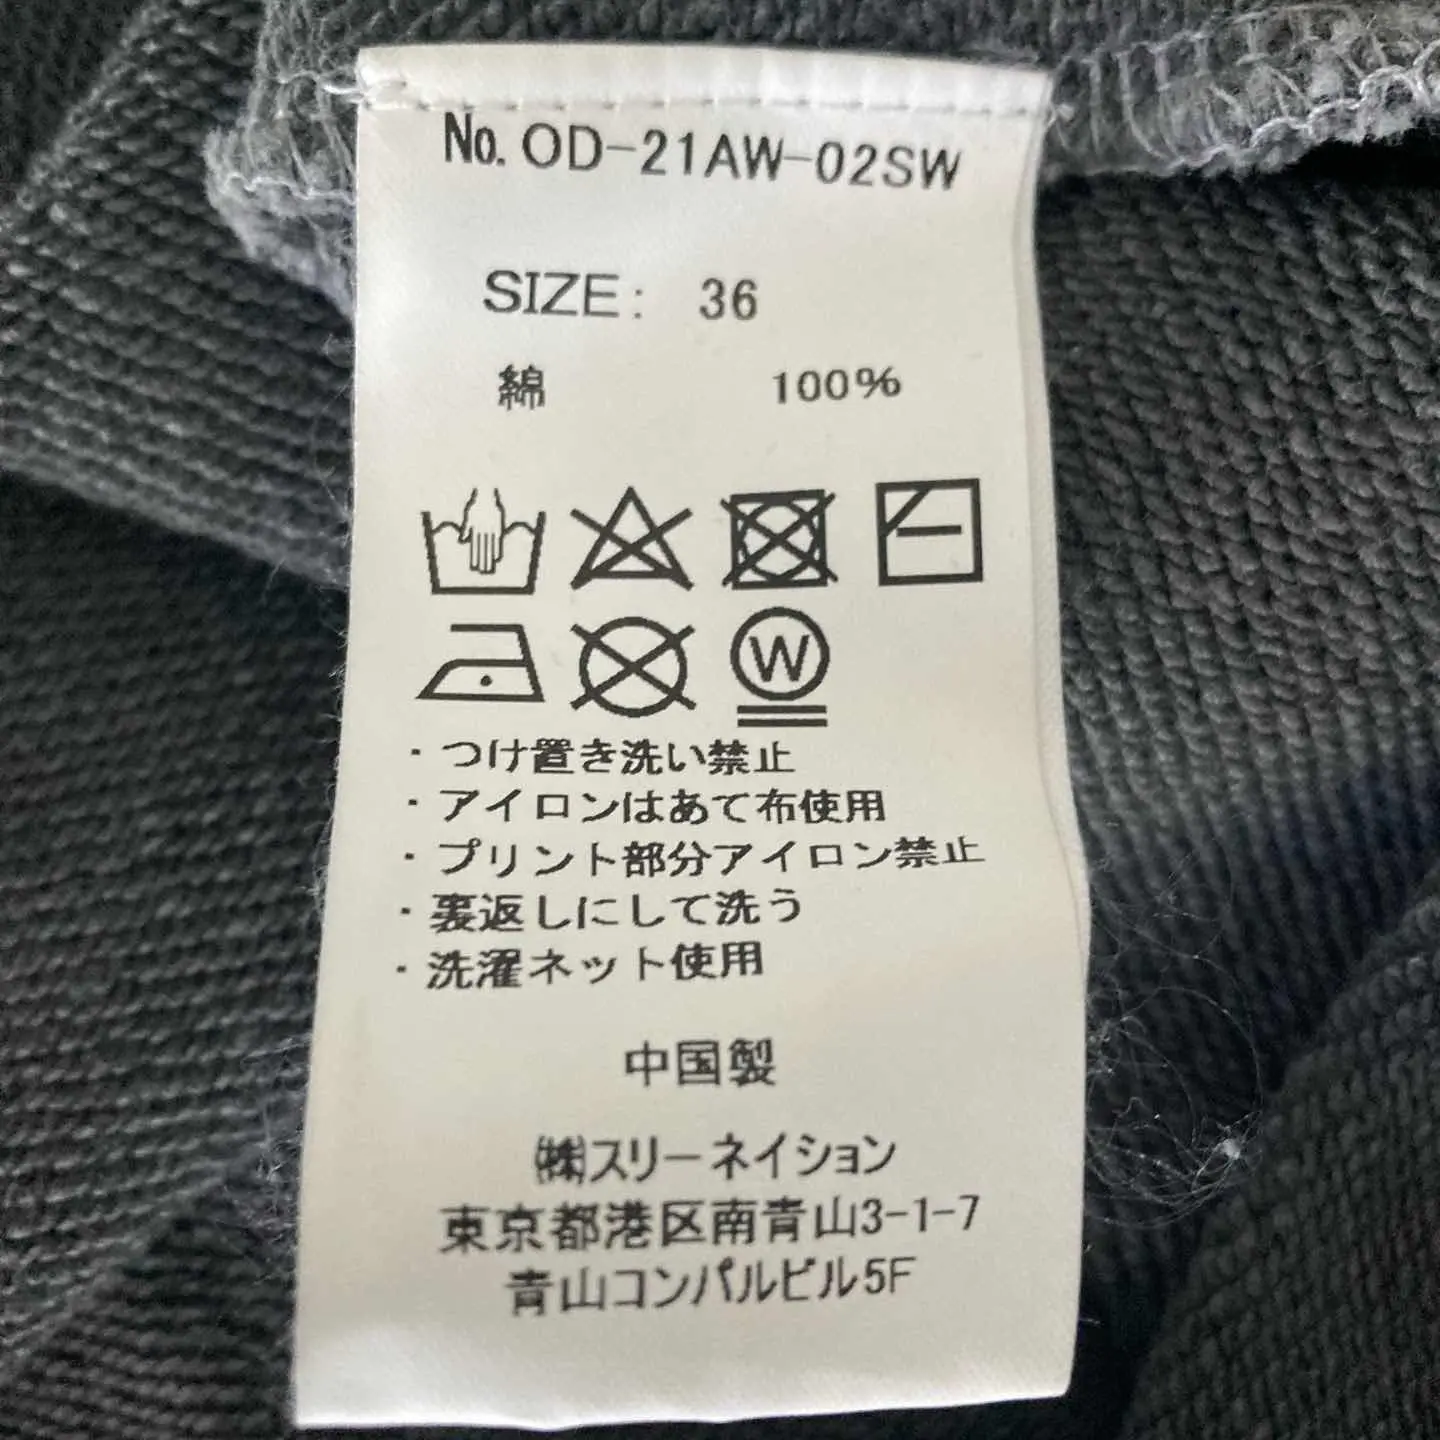 No. OD-21AW-02SW
SIZE: 36
綿 100%
W
・つけ置き洗い禁止
・アイロンはあて布使用
・プリント部分アイロン禁止
・裏返しにして洗う
・洗濯ネット使用
中国製
㈱スリーネイション
東京都港区南青山3-1-7
青山コンパルビル5F